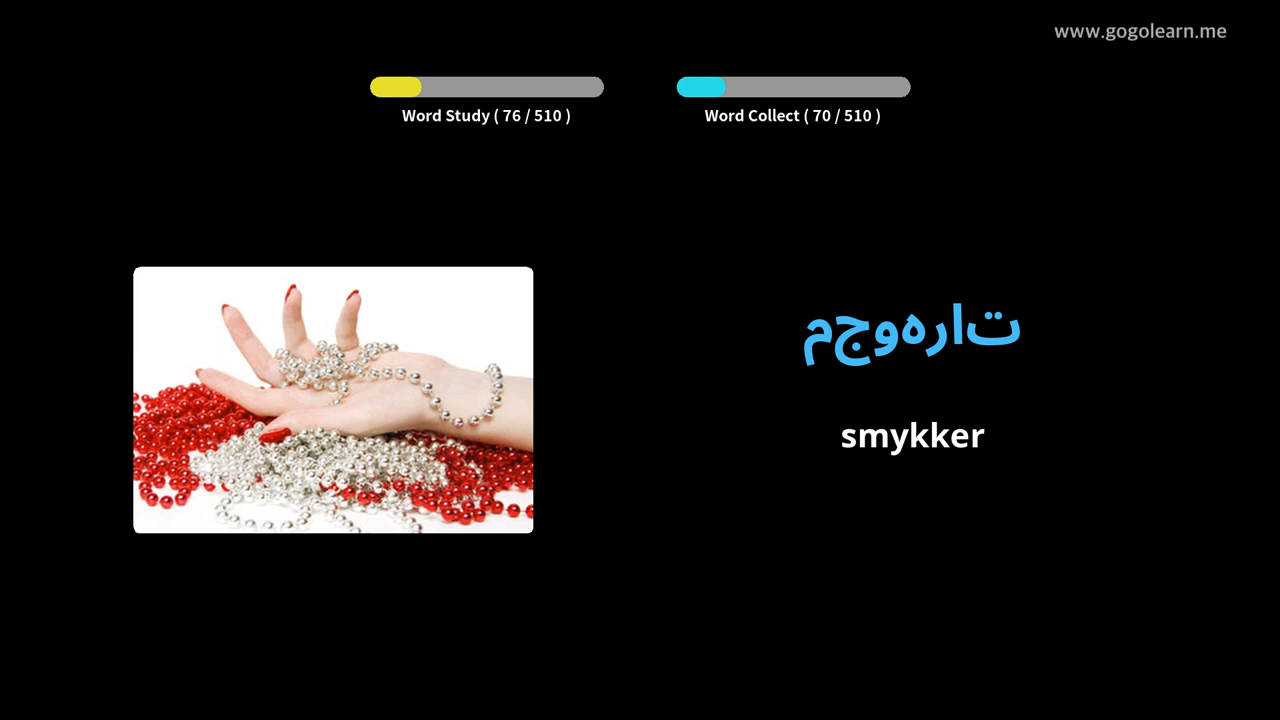 www.gogolearn.me
Word Study ( 76 / 510 )
Word Collect ( 70 / 510 )
مجوهرات
smykker